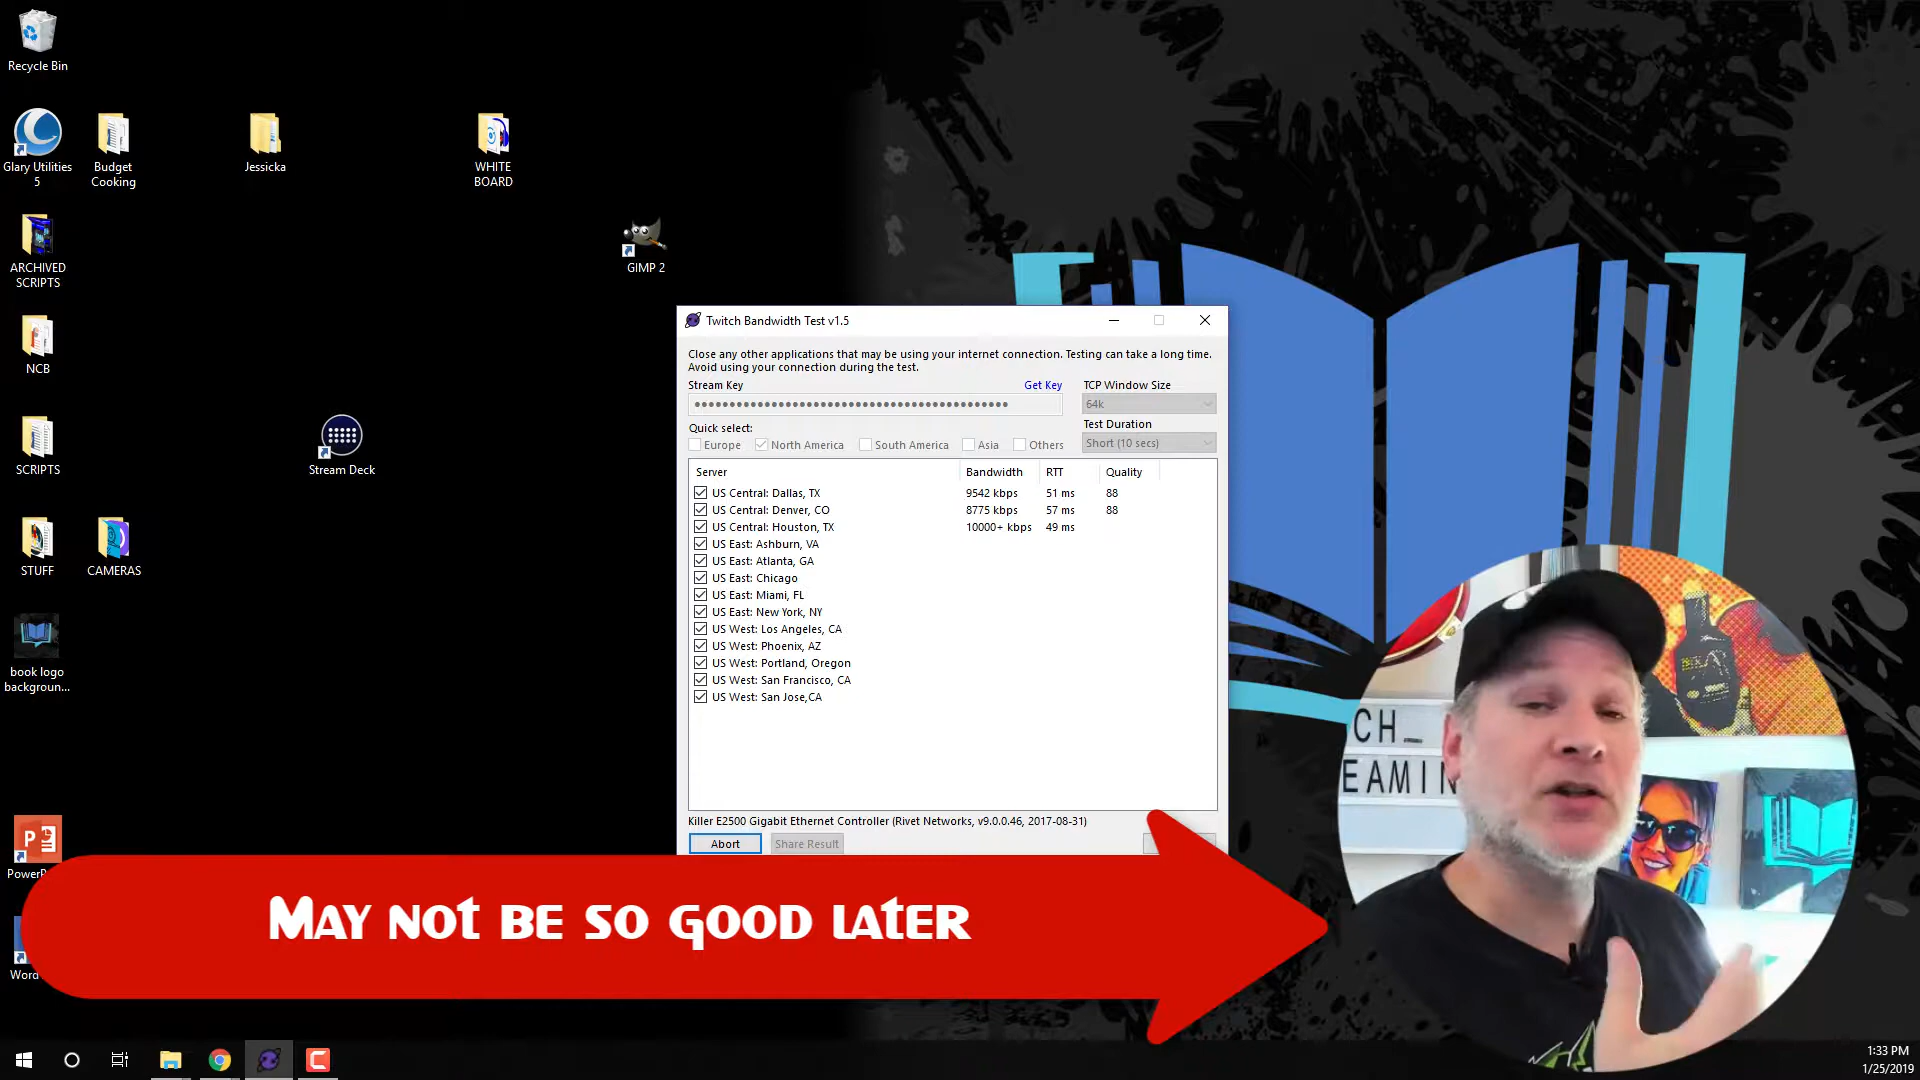 Recycle Bin
Glary Utilities
5
Budget
Cooking
Jessicka
WHITE
BOARD
ARCHIVED
SCRIPTS
GIMP 2
NCB
SCRIPTS
Stream Deck
STUFF
CAMERAS
book logo
backgroun...
Twitch Bandwidth Test v1.5
Close any other applications that may be using your internet connection. Testing can take a long time.
Avoid using your connection during the test.
Stream Key
Get Key
TCP Window Size
64k
Quick select:
Test Duration
Europe North America South America Asia Others
Short (10 secs)
Server Bandwidth RTT Quality
US Central: Dallas, TX 9542 kbps 51 ms 88
US Central: Denver, CO 8775 kbps 57 ms 88
US Central: Houston, TX 10000+ kbps 49 ms
US East: Ashburn, VA
US East: Atlanta, GA
US East: Chicago
US East: Miami, FL
US East: New York, NY
US West: Los Angeles, CA
US West: Phoenix, AZ
US West: Portland, Oregon
US West: San Francisco, CA
US West: San Jose,CA
Killer E2500 Gigabit Ethernet Controller (Rivet Networks, v9.0.0.46, 2017-08-31)
Abort Share Result
CH_
EAMIN
PowerP
Word
May not be so good later
1:33 PM
1/25/2019